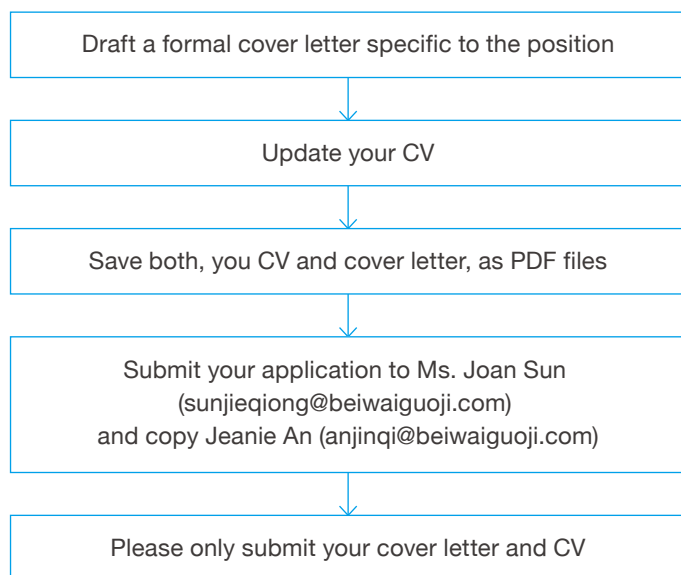 Draft a formal cover letter specific to the position
Update your CV
Save both, you CV and cover letter, as PDF files
Submit your application to Ms. Joan Sun
(sunjieqiong@beiwaiguoji.com)
and copy Jeanie An (anjinqi@beiwaiguoji.com)
Please only submit your cover letter and CV